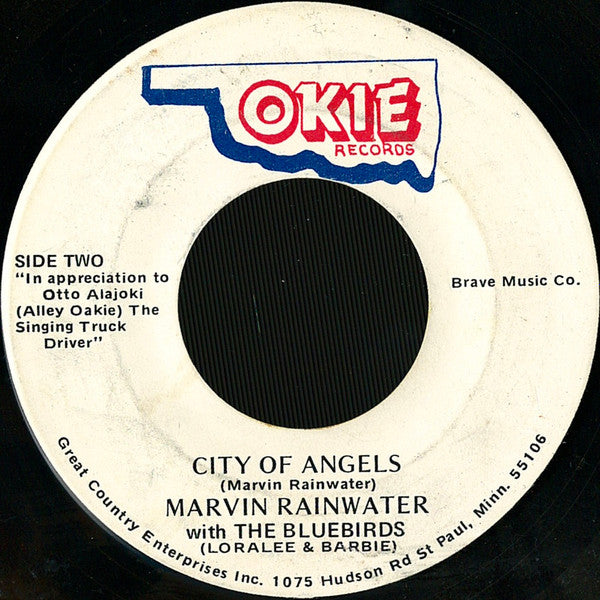 OKIE
RECORDS
SIDE TWO
"In appreciation to
Otto Alajoki
(Alley Oakie) The
Singing Truck
Driver"
Brave Music Co.
CITY OF ANGELS
(Marvin Rainwater)
MARVIN RAINWATER
with THE BLUEBIRDS
(LORALEE & BARBIE)
Great Country Enterprises Inc. 1075 Hudson Rd St Paul, Minn. 55106